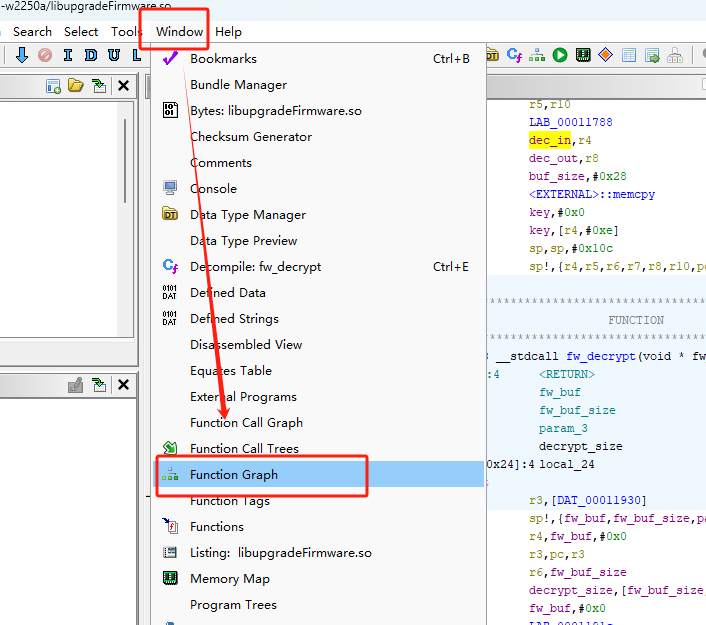 -w2250a/libupgradeFirmware.so
Search Select Tools Window Help
I D U L
Bookmarks Ctrl+B
Bundle Manager
Bytes: libupgradeFirmware.so
Checksum Generator
Comments
Console
Data Type Manager
Data Type Preview
Decompile: fw_decrypt Ctrl+E
Defined Data
Defined Strings
Disassembled View
Equates Table
External Programs
Function Call Graph
Function Call Trees
Function Graph
Function Tags
Functions
Listing: libupgradeFirmware.so
Memory Map
Program Trees
r5,r10
LAB_00011788
dec_in,r4
dec_out,r8
buf_size,#0x28
<EXTERNAL>::memcpy
key,#0x0
key,[r4,#0xe]
sp,sp,#0x10c
sp!,{r4,r5,r6,r7,r8,r10,p
*********************************
FUNCTION
*********************************
__stdcall fw_decrypt(void * fw
:4 <RETURN>
fw_buf
fw_buf_size
param_3
decrypt_size
0x24]:4 local_24
r3,[DAT_00011930]
sp!,{fw_buf,fw_buf_size,pa
r4,fw_buf,#0x0
r3,pc,r3
r6,fw_buf_size
decrypt_size,[fw_buf_size,
fw_buf,#0x0